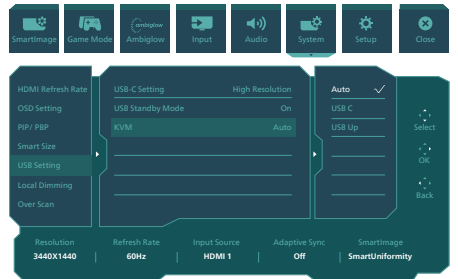 ambiglow
SmartImage Game Mode Ambiglow Input Audio System Setup Close
HDMI Refresh Rate USB-C Setting High Resolution Auto
OSD Setting USB Standby Mode On USB C
PIP/ PBP KVM Auto USB Up Select
Smart Size
USB Setting OK
Local Dimming
Back
Over Scan
Resolution Refresh Rate Input Source Adaptive Sync SmartImage
3440X1440 60Hz HDMI 1 Off SmartUniformity